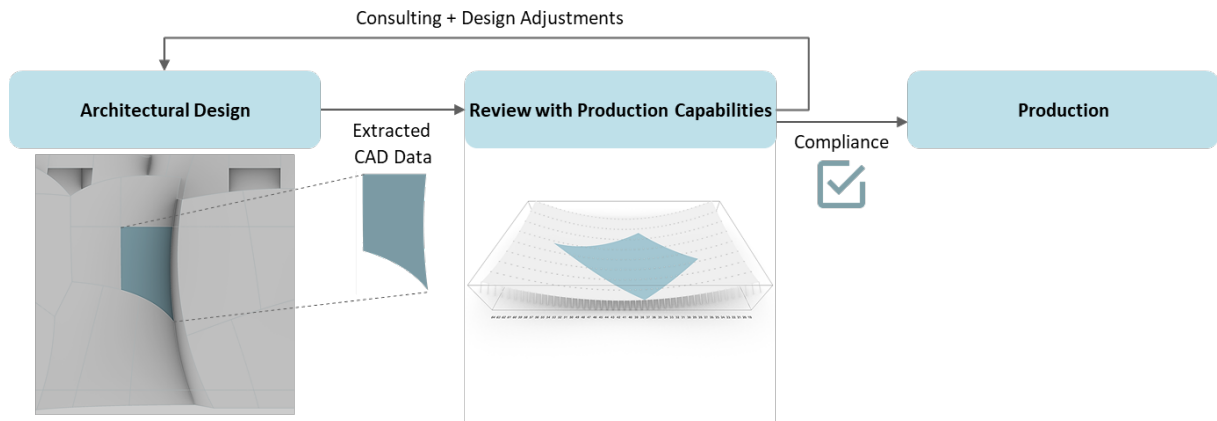 Consulting + Design Adjustments
Architectural Design
Review with Production Capabilities
Production
Extracted
CAD Data
Compliance